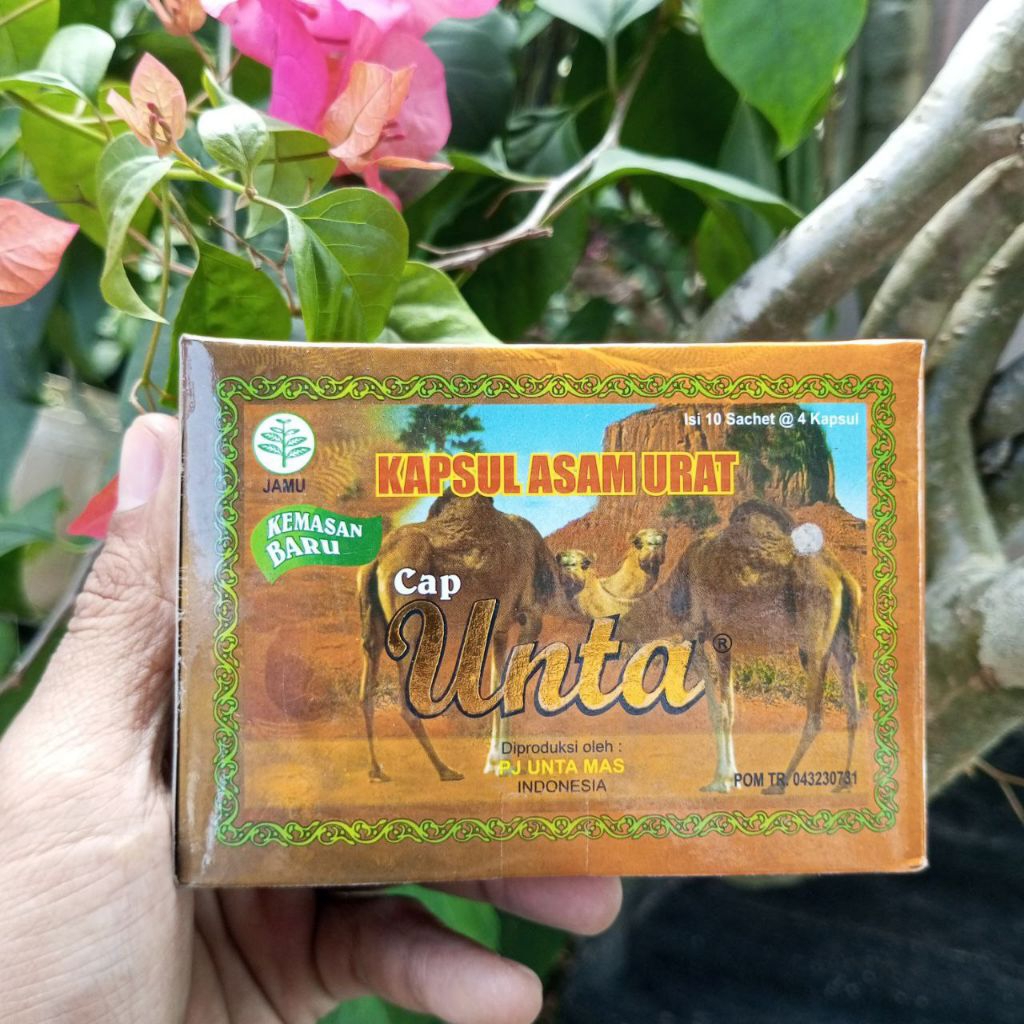 Isi 10 Sachet @ 4 Kapsul
JAMU
KAPSUL ASAM URAT
KEMASAN
BARU
Cap
Unta ®
Diproduksi oleh :
PJ UNTA MAS
INDONESIA
POM TR. 043230731